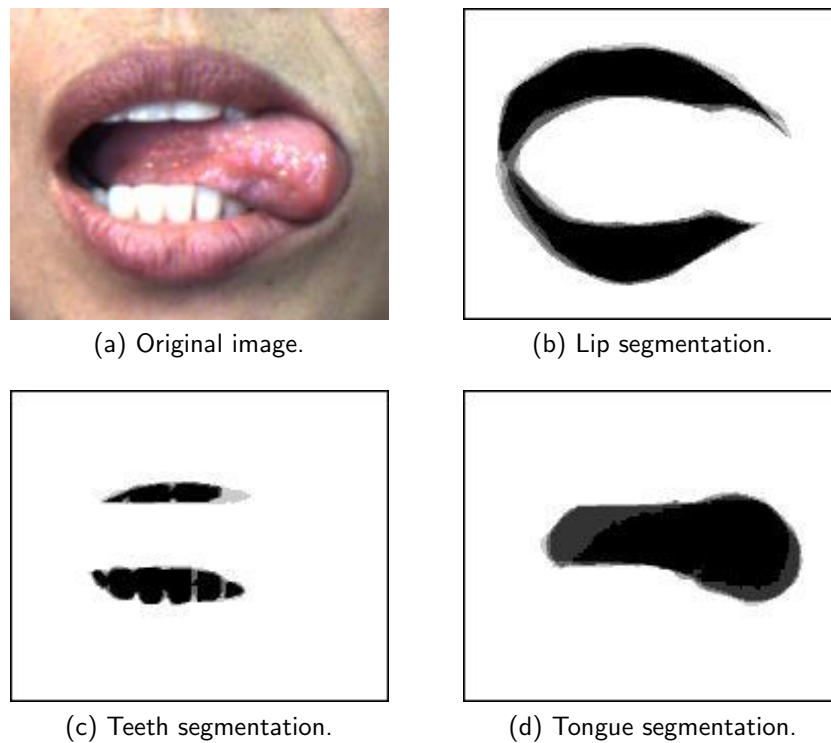 (a) Original image.
(b) Lip segmentation.
(c) Teeth segmentation.
(d) Tongue segmentation.